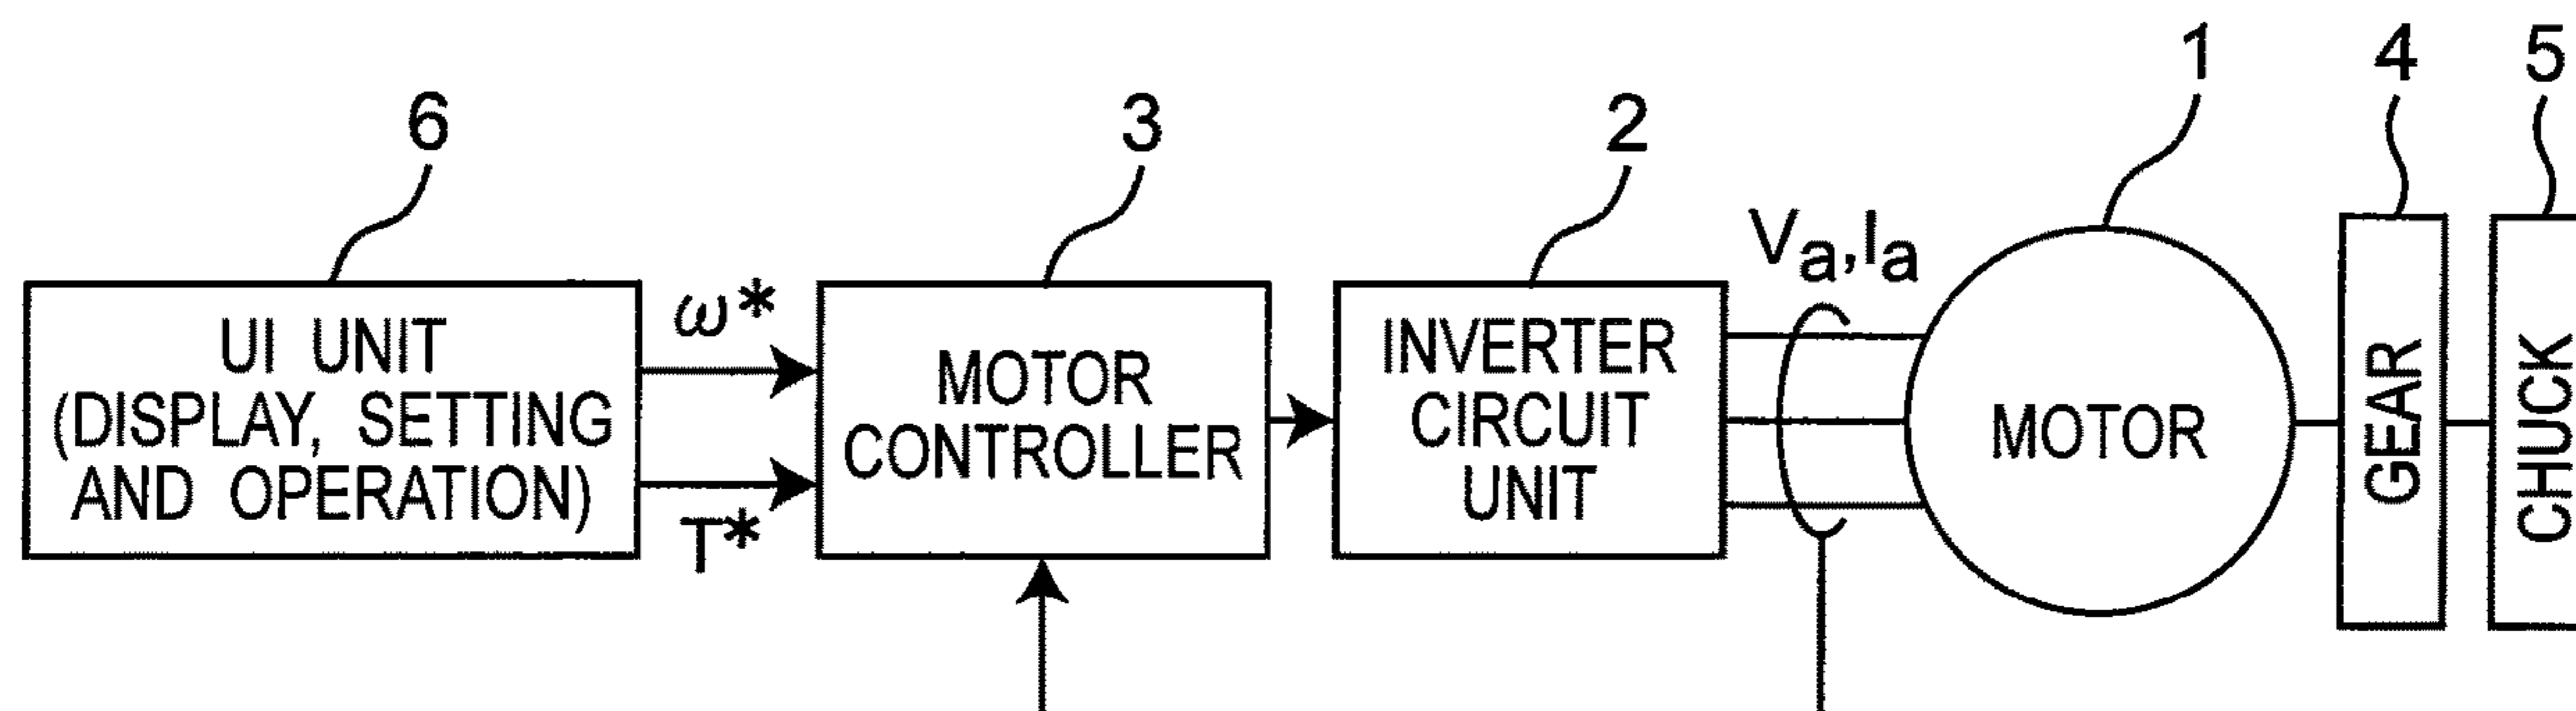 1
4
5
6
3
2
Va,Ia
ω*
T*
UI UNIT
(DISPLAY, SETTING
AND OPERATION)
MOTOR
CONTROLLER
INVERTER
CIRCUIT
UNIT
MOTOR
GEAR
CHUCK